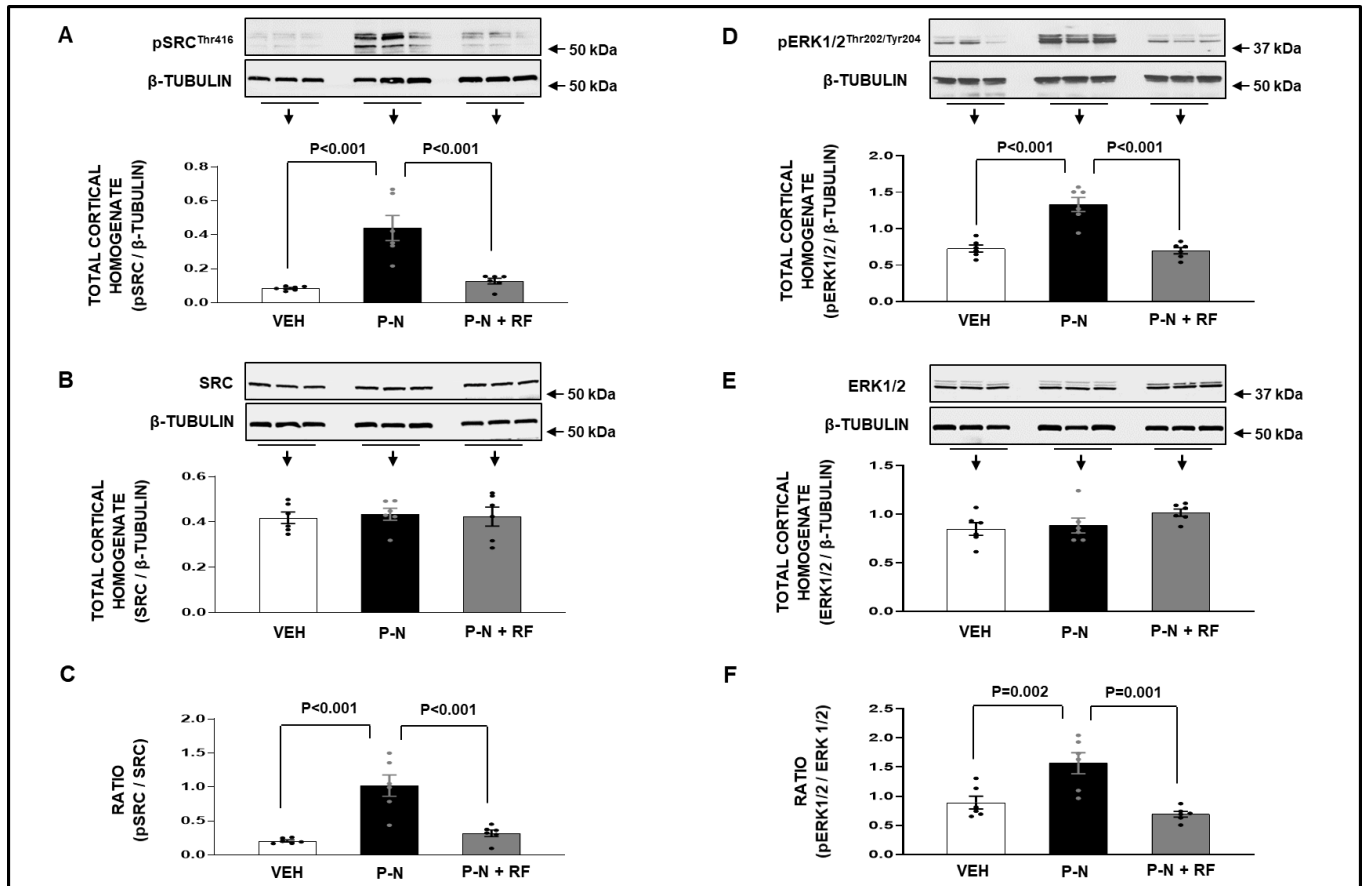 A
pSRCThr416
← 50 kDa
β-TUBULIN
← 50 kDa
P<0.001
P<0.001
TOTAL CORTICAL
HOMOGENATE
(pSRC / β-TUBULIN)
0.8
0.6
0.4
0.2
0.0
VEH
P-N
P-N + RF
B
SRC
← 50 kDa
β-TUBULIN
← 50 kDa
TOTAL CORTICAL
HOMOGENATE
(SRC / β-TUBULIN)
0.6
0.4
0.2
0.0
VEH
P-N
P-N + RF
C
P<0.001
P<0.001
RATIO
(pSRC / SRC)
2.0
1.5
1.0
0.5
0.0
VEH
P-N
P-N + RF
D
pERK1/2Thr202/Tyr204
← 37 kDa
β-TUBULIN
← 50 kDa
P<0.001
P<0.001
TOTAL CORTICAL
HOMOGENATE
(pERK1/2 / β-TUBULIN)
2.0
1.5
1.0
0.5
0.0
VEH
P-N
P-N + RF
E
ERK1/2
← 37 kDa
β-TUBULIN
← 50 kDa
TOTAL CORTICAL
HOMOGENATE
(ERK1/2 / β-TUBULIN)
1.5
1.0
0.5
0.0
VEH
P-N
P-N + RF
F
P=0.002
P=0.001
RATIO
(pERK1/2 / ERK 1/2)
2.5
2.0
1.5
1.0
0.5
0.0
VEH
P-N
P-N + RF